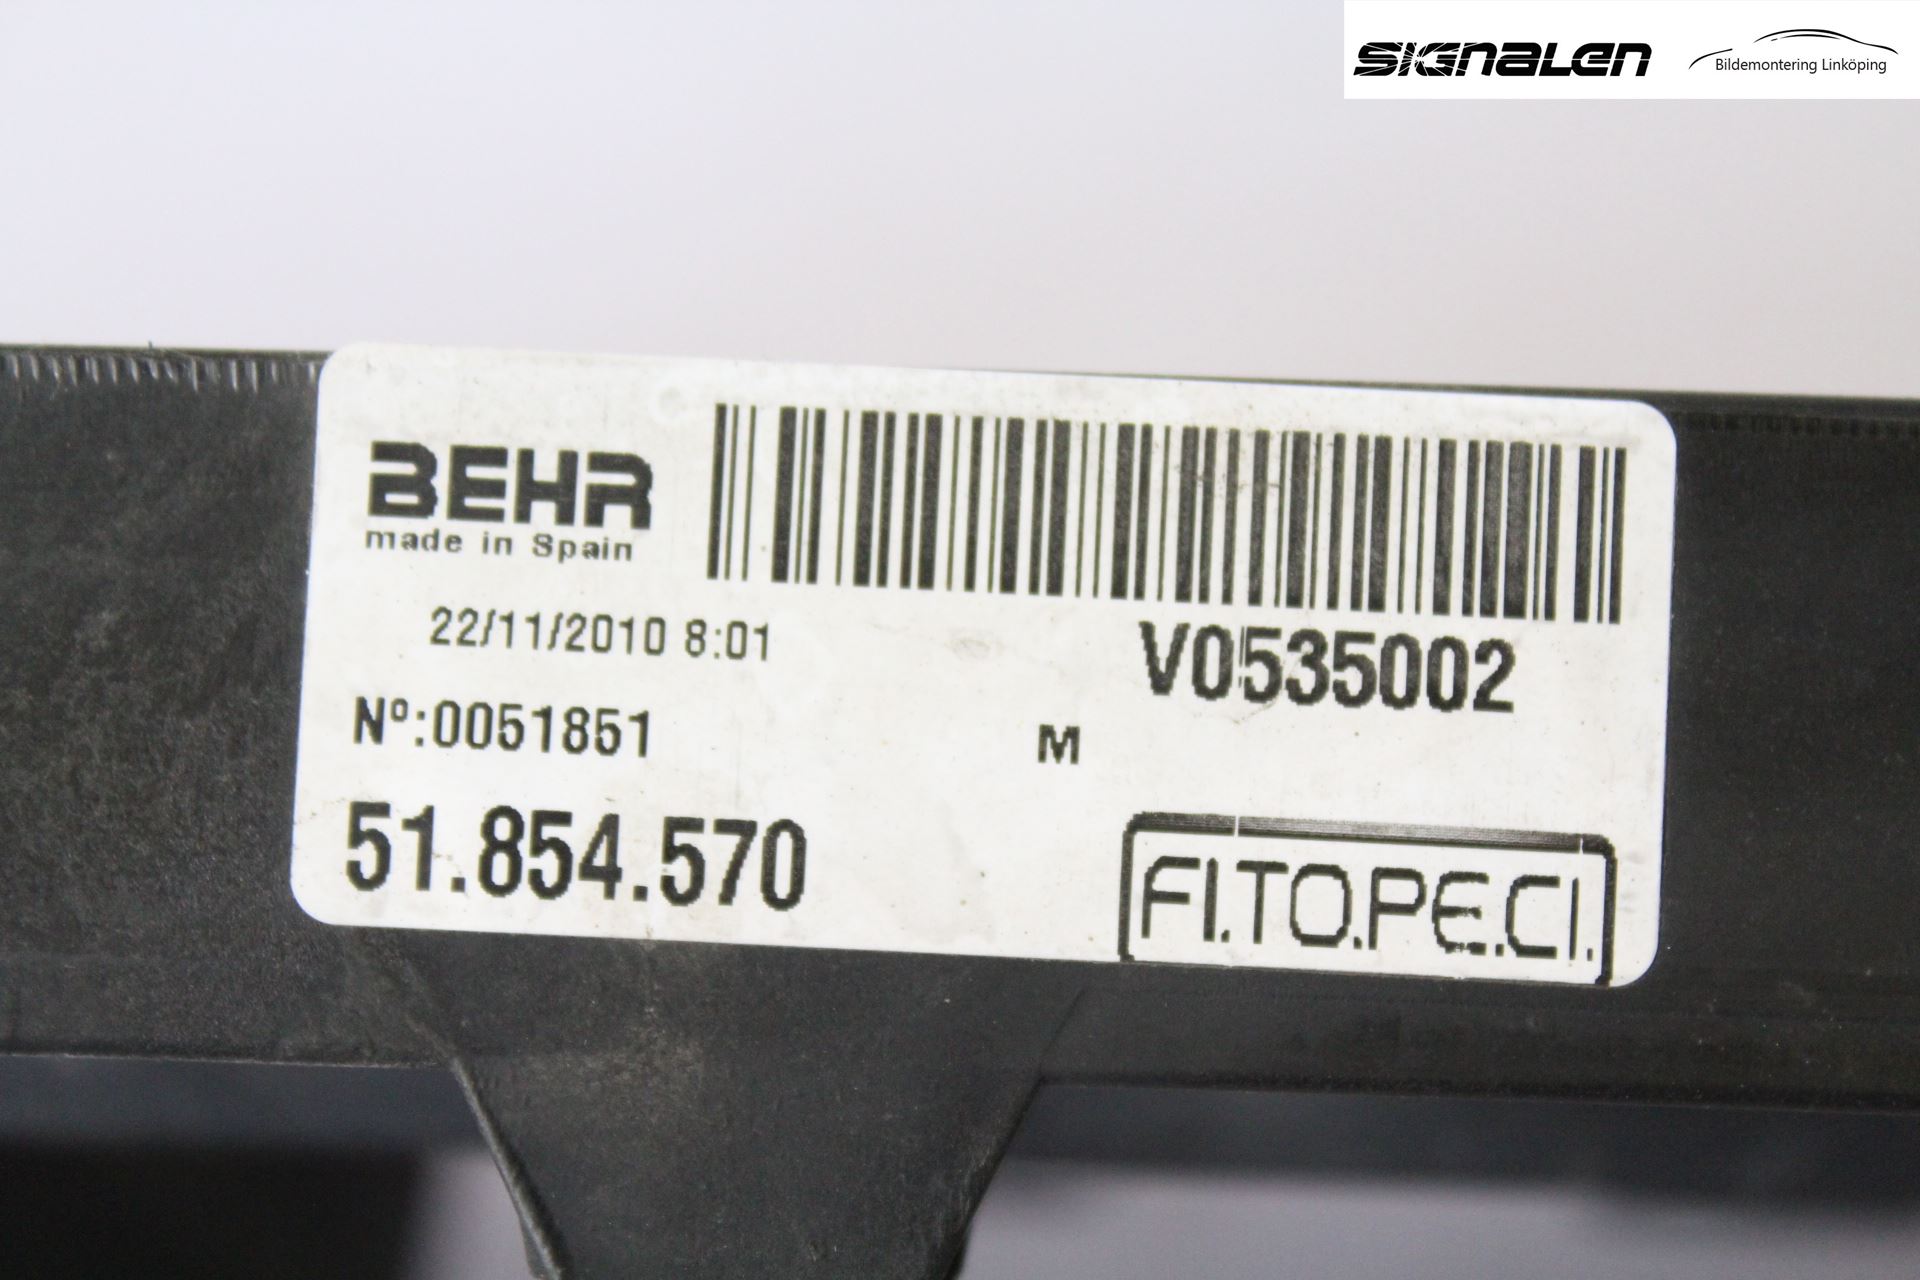 SIGNALEN
Bildemontering Linköping
BEHR
made in Spain
22/11/2010 8:01
V0535002
Nº:0051851
M
51.854.570
FI.TO.PE.CI.